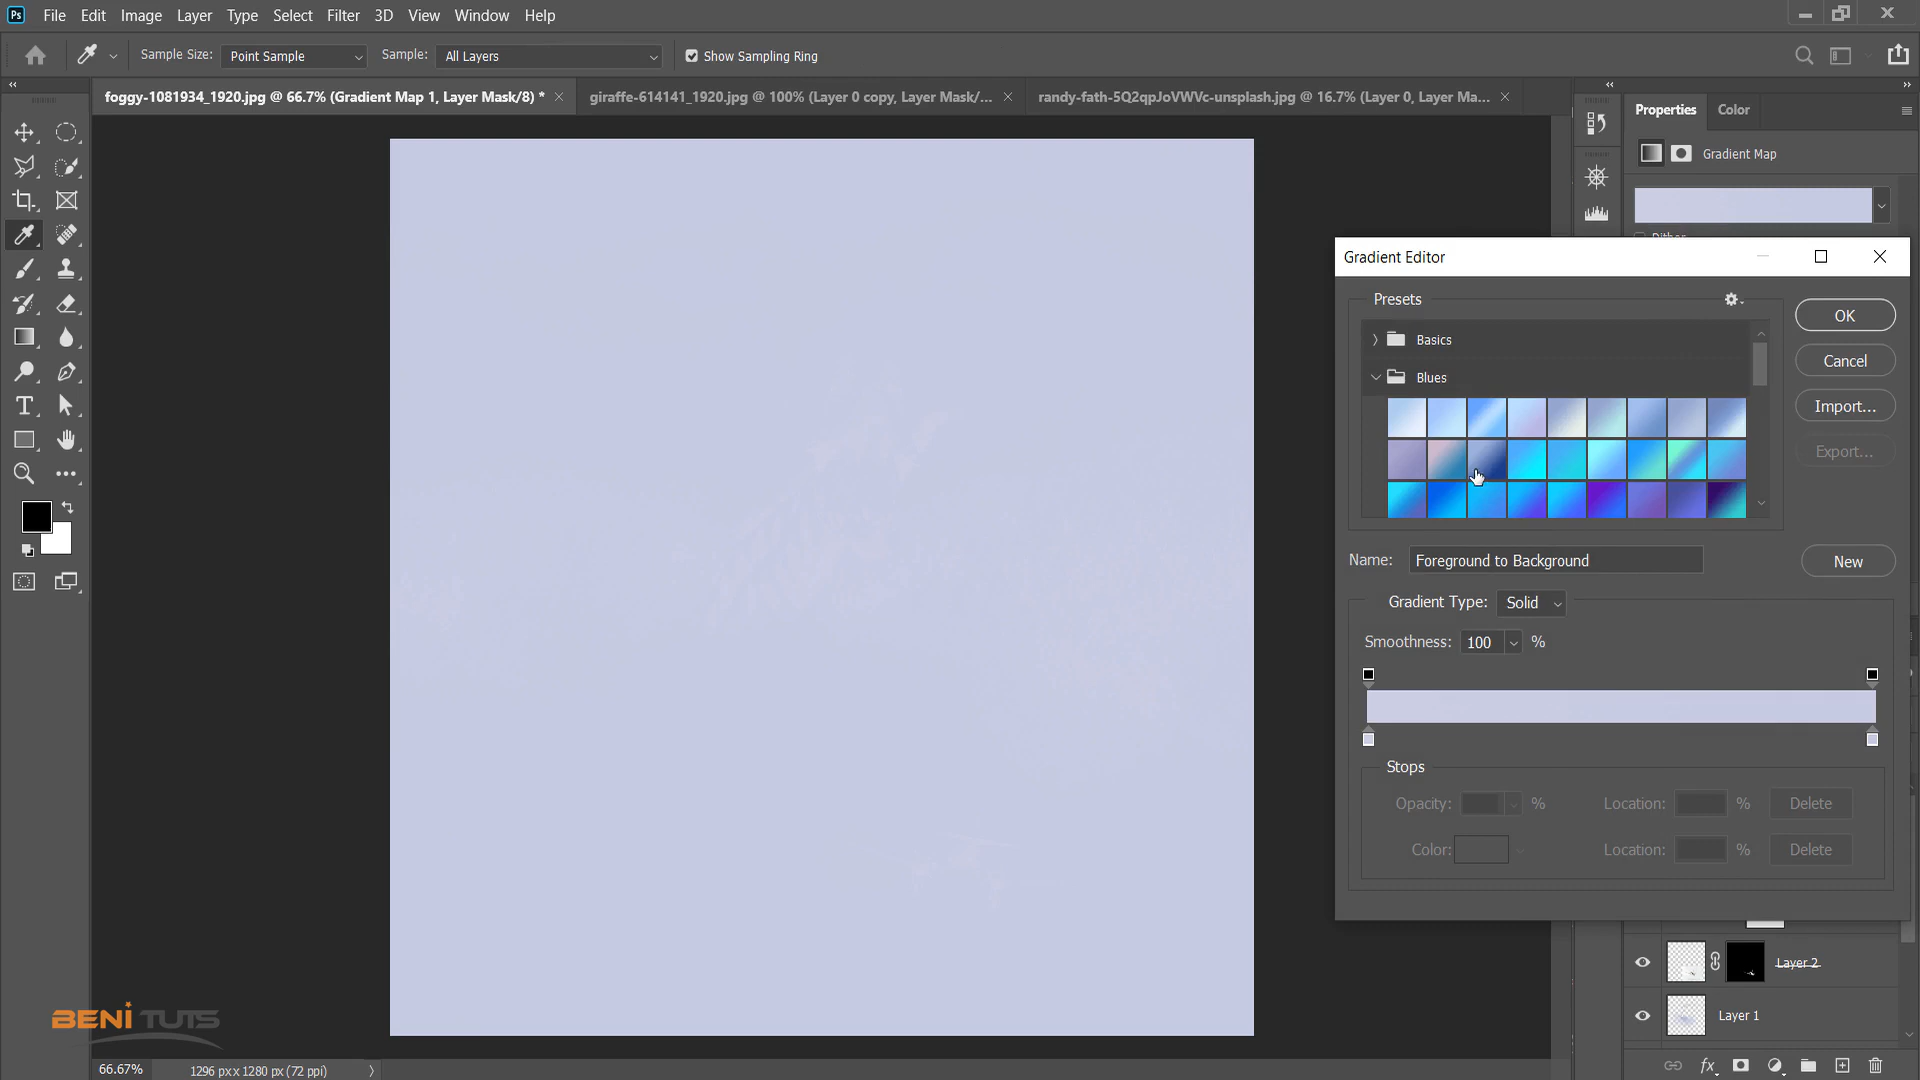 Ps File Edit Image Layer Type Select Filter 3D View Window Help
Sample Size: Point Sample Sample: All Layers Show Sampling Ring
foggy-1081934_1920.jpg @ 66.7% (Gradient Map 1, Layer Mask/8) *
giraffe-614141_1920.jpg @ 100% (Layer 0 copy, Layer Mask/...
randy-fath-5Q2qpJoVWVc-unsplash.jpg @ 16.7% (Layer 0, Layer Ma...
Properties Color
Gradient Map
Dither
Gradient Editor
Presets
OK
Basics
Cancel
Blues
Import...
Export...
Name: Foreground to Background
New
Gradient Type: Solid
Smoothness: 100 %
Stops
Opacity: % Location: % Delete
Color: Location: % Delete
Layer 2
Layer 1
BENI TUTS
66.67% 1296 px x 1280 px (72 ppi)
fx